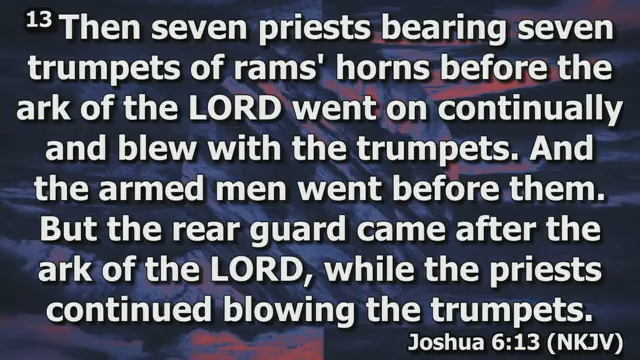 13 Then seven priests bearing seven
trumpets of rams' horns before the
ark of the LORD went on continually
and blew with the trumpets. And
the armed men went before them.
But the rear guard came after the
ark of the LORD, while the priests
continued blowing the trumpets.
Joshua 6:13 (NKJV)